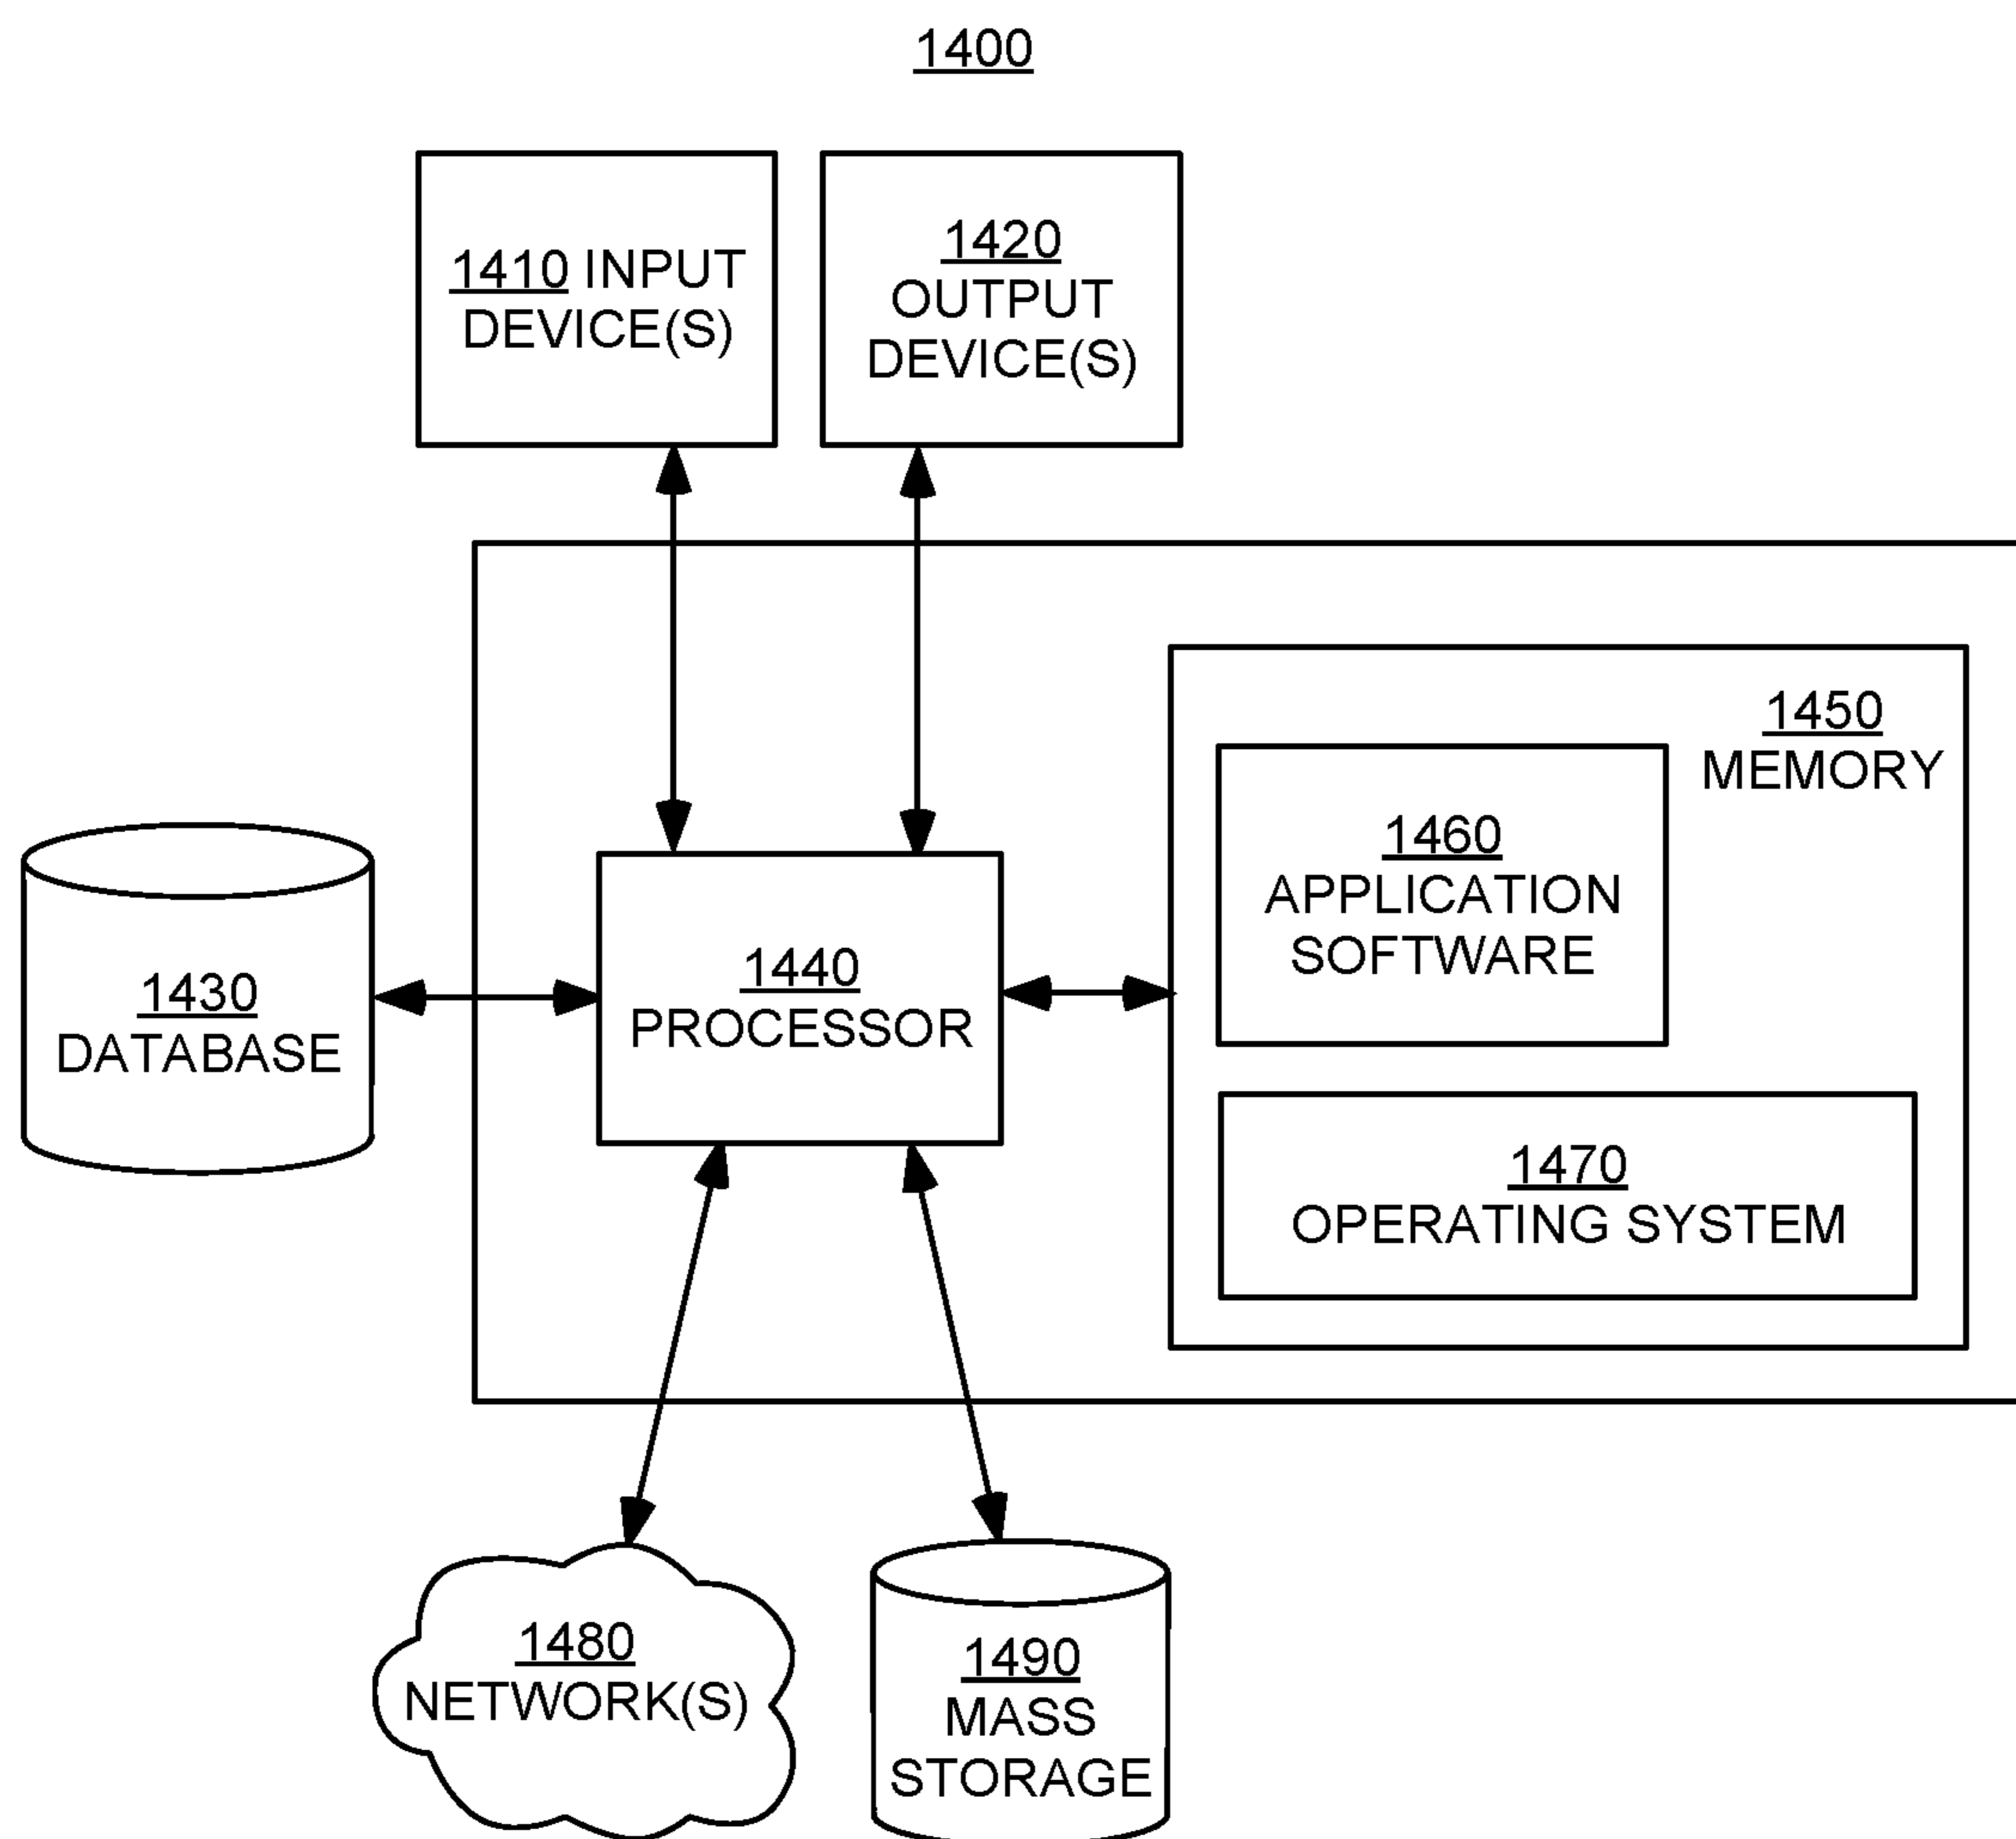 1400
1410 INPUT
DEVICE(S)
1420
OUTPUT
DEVICE(S)
1450
MEMORY
1460
APPLICATION
SOFTWARE
1430
DATABASE
1440
PROCESSOR
1470
OPERATING SYSTEM
1480
NETWORK(S)
1490
MASS
STORAGE